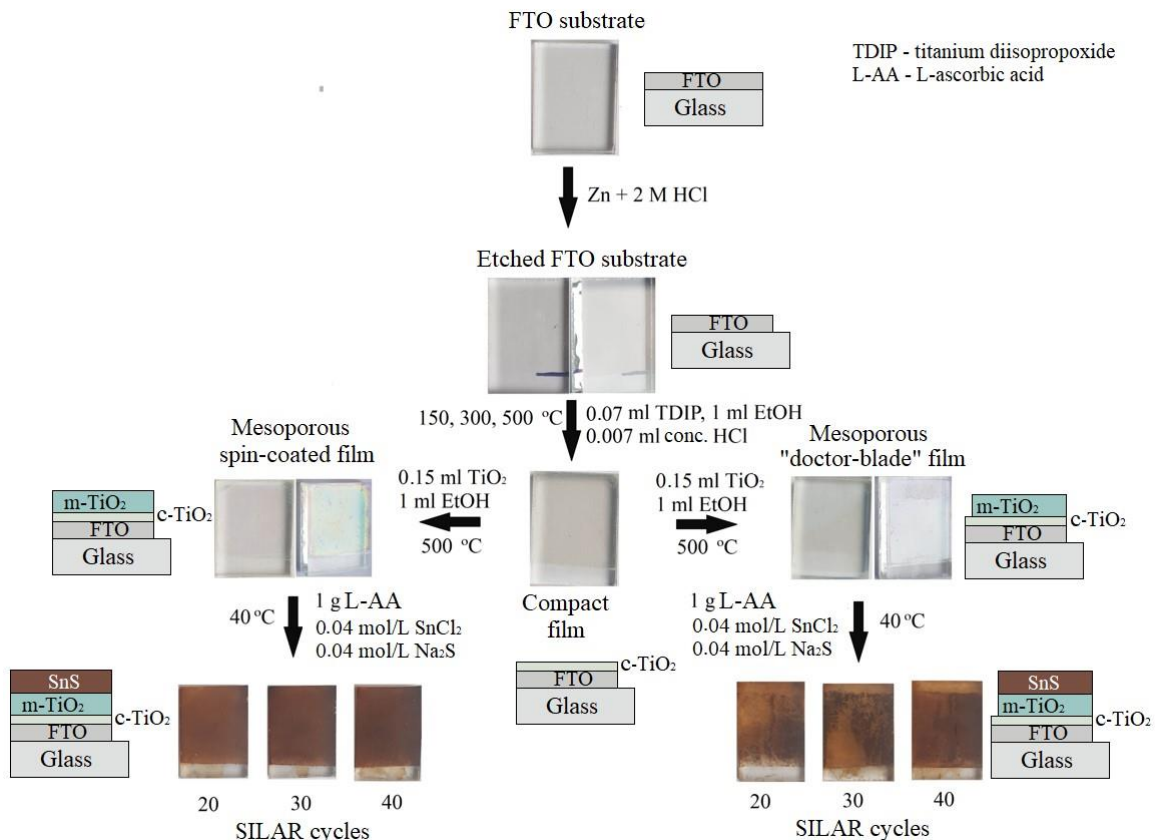 FTO substrate
TDIP - titanium diisopropoxide
L-AA - L-ascorbic acid
FTO
Glass
Zn + 2 M HCl
Etched FTO substrate
FTO
Glass
150, 300, 500 ºC
0.07 ml TDIP, 1 ml EtOH
0.007 ml conc. HCl
Mesoporous
spin-coated film
m-TiO₂
c-TiO₂
FTO
Glass
0.15 ml TiO₂
1 ml EtOH
500 ºC
0.15 ml TiO₂
1 ml EtOH
500 ºC
Mesoporous
"doctor-blade" film
m-TiO₂
c-TiO₂
FTO
Glass
Compact
film
c-TiO₂
FTO
Glass
40 ºC
1 g L-AA
0.04 mol/L SnCl₂
0.04 mol/L Na₂S
1 g L-AA
0.04 mol/L SnCl₂
0.04 mol/L Na₂S
40 ºC
SnS
m-TiO₂
c-TiO₂
FTO
Glass
20 30 40
SILAR cycles
SnS
m-TiO₂
c-TiO₂
FTO
Glass
20 30 40
SILAR cycles